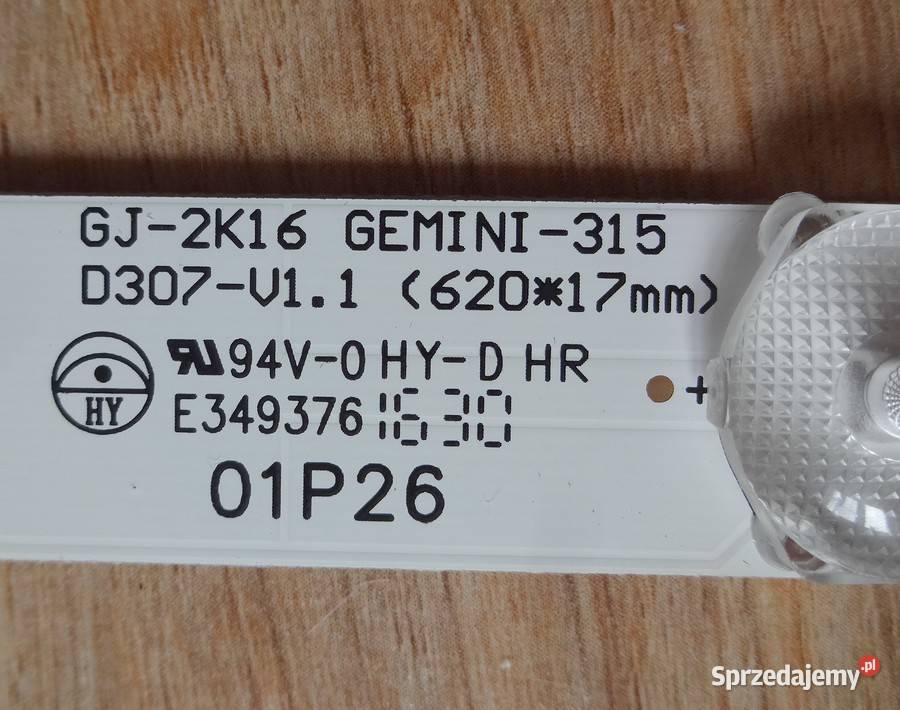 GJ-2K16 GEMINI-315
D307-V1.1 (620*17mm)
HY
94V-0 HY-D HR
E349376 1630
01P26
+
Sprzedajemy.pl